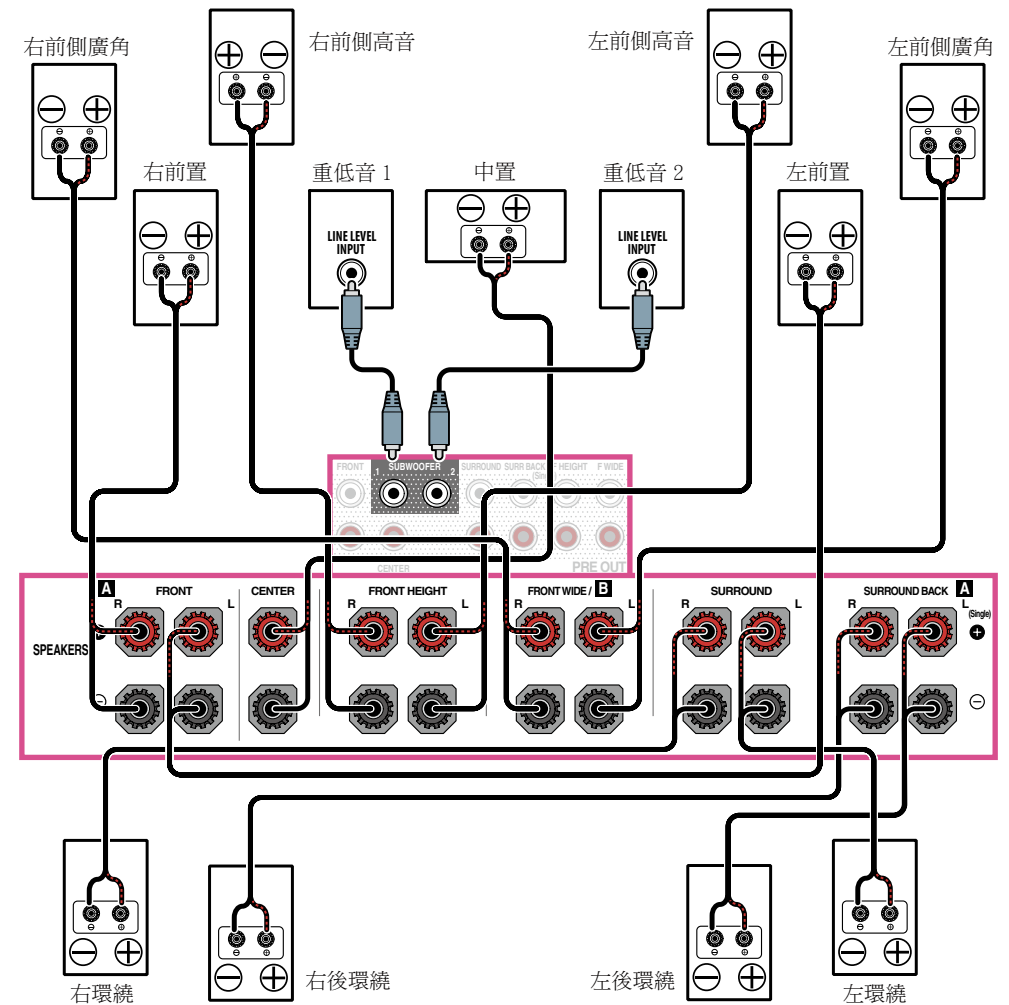 右前側廣角
右前側高音
左前側高音
左前側廣角
右前置
重低音 1
中置
重低音 2
左前置
LINE LEVEL
INPUT
LINE LEVEL
INPUT
FRONT
SUBWOOFER
1
2
SURROUND
SURR BACK
(Single)
F HEIGHT
F WIDE
CENTER
PRE OUT
A
FRONT
CENTER
FRONT HEIGHT
FRONT WIDE /
B
SURROUND
SURROUND BACK
A
R
L
R
L
R
L
R
L
R
L
(Single)
SPEAKERS
右環繞
右後環繞
左後環繞
左環繞